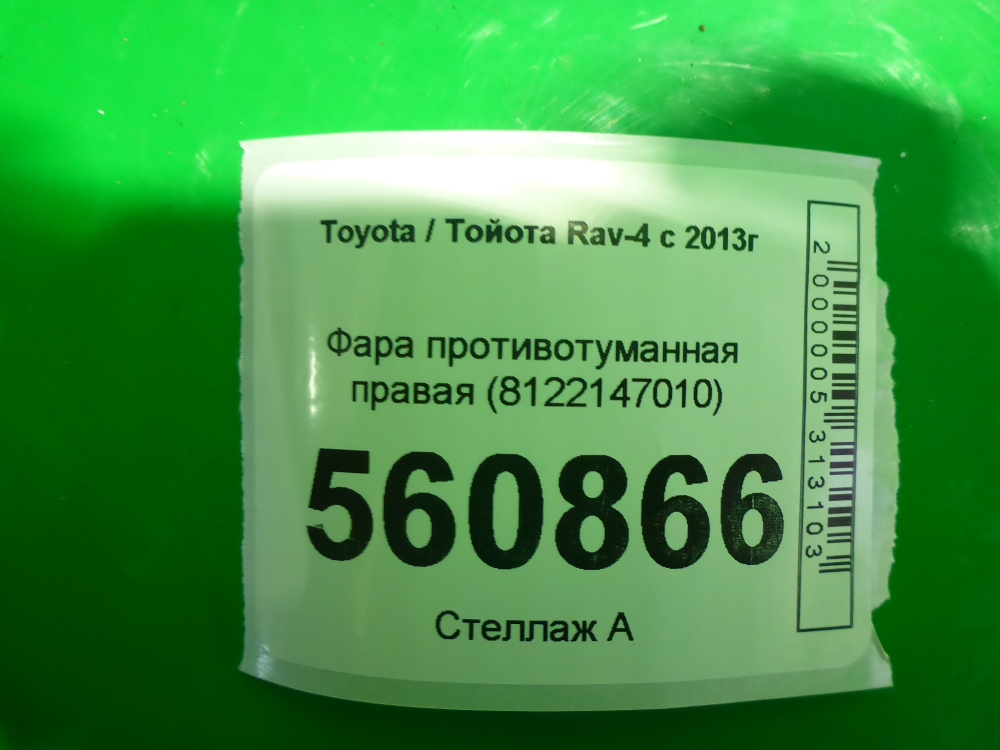 Toyota / Тойота Rav-4 с 2013г
Фара противотуманная
правая (8122147010)
560866
Стеллаж А
2000005313103